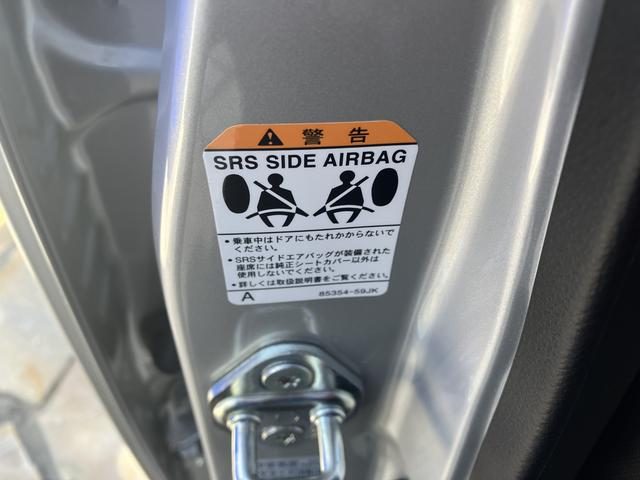 警告
SRS SIDE AIRBAG
・乗車中はドアにもたれかからないで
ください。
・SRSサイドエアバッグが装備された
座席には純正シートカバー以外は
使用しないでください。
・詳しくは取扱説明書をご覧ください。
A 85354-59JK